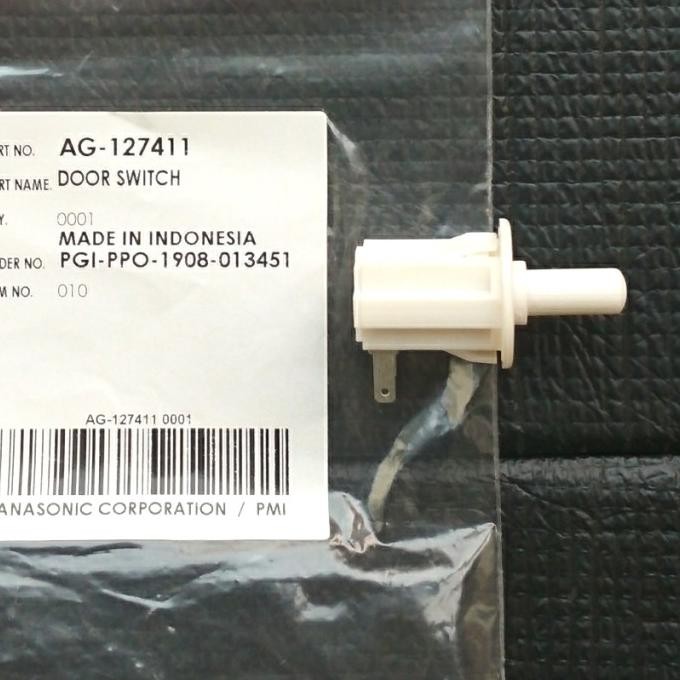 RT NO. AG-127411
RT NAME. DOOR SWITCH
Y. 0001
MADE IN INDONESIA
DER NO. PGI-PPO-1908-013451
M NO. 010
AG-127411 0001
ANASONIC CORPORATION / PMI